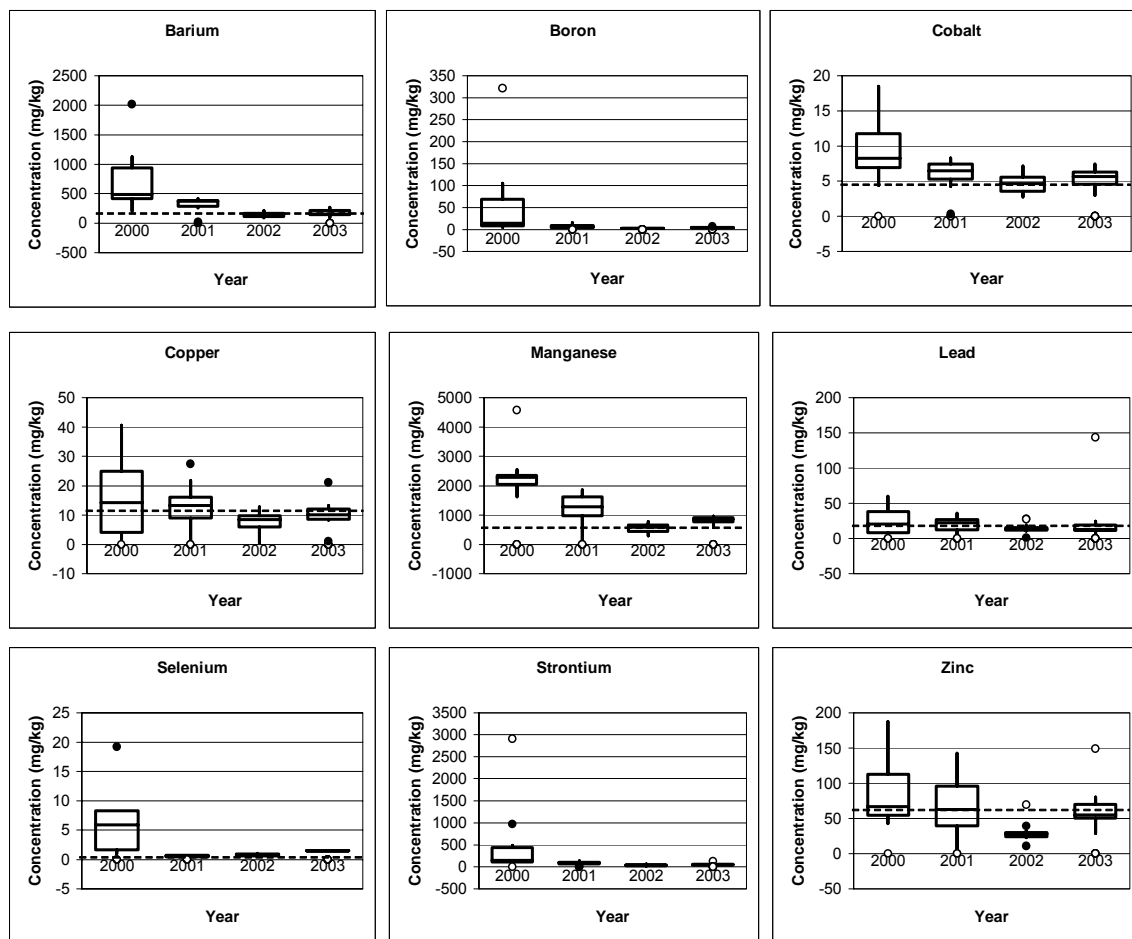 Barium
Concentration (mg/kg)
2500
2000
1500
1000
500
0
-500
2000 2001 2002 2003
Year
Boron
Concentration (mg/kg)
350
300
250
200
150
100
50
0
-50
2000 2001 2002 2003
Year
Cobalt
Concentration (mg/kg)
20
15
10
5
0
-5
2000 2001 2002 2003
Year
Copper
Concentration (mg/kg)
50
40
30
20
10
0
-10
2000 2001 2002 2003
Year
Manganese
Concentration (mg/kg)
5000
4000
3000
2000
1000
0
-1000
2000 2001 2002 2003
Year
Lead
Concentration (mg/kg)
200
150
100
50
0
-50
2000 2001 2002 2003
Year
Selenium
Concentration (mg/kg)
25
20
15
10
5
0
-5
2000 2001 2002 2003
Year
Strontium
Concentration (mg/kg)
3500
3000
2500
2000
1500
1000
500
0
-500
2000 2001 2002 2003
Year
Zinc
Concentration (mg/kg)
200
150
100
50
0
-50
2000 2001 2002 2003
Year